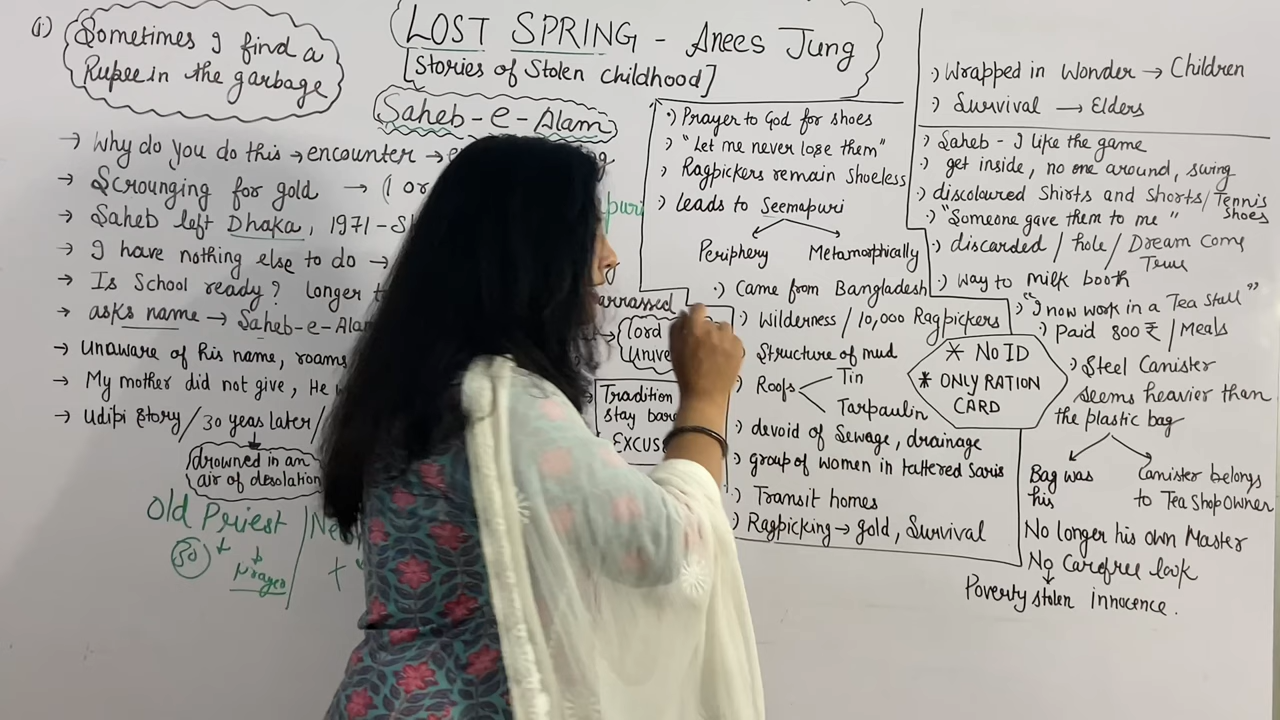 (i) Sometimes I find a
Rupee in the garbage
LOST SPRING - Anees Jung
[Stories of Stolen childhood]
Saheb-e-Alam
→ Why do you do this → encounter →
→ Scrounging for gold →
→ Saheb left Dhaka, 1971 -
→ I have nothing else to do →
→ Is School ready? Longer
→ asks name → Saheb-e-Alam
→ Unaware of his name, roams
→ My mother did not give, He
→ Udipi Story / 30 years later /
drowned in an
air of desolation
Old Priest
30
prayer
lord
Tradition
stay bare
EXCUS
·) Prayer to God for shoes
·) "Let me never lose them"
·) Ragpickers remain Shoeless
·) Leads to Seemapuri
Periphery Metamorphically
·) Came from Bangladesh
·) Wilderness / 10,000 Ragpickers
·) Structure of mud
·) Roofs
Tin
Tarpaulin
·) devoid of Sewage, drainage
·) group of women in tattered Saris
·) Transit homes
·) Ragpicking → gold, Survival
·) Wrapped in Wonder → Children
·) Survival → Elders
·) Saheb - I like the game
·) get inside, no one around, swing
·) discoloured Shirts and Shorts / Tennis
Shoes
·) "Someone gave them to me"
·) discarded / hole / Dream Come
True
·) Way to milk booth
·) "I now work in a Tea Stall"
·) Paid 800 ₹ / Meals
* NO ID
* ONLY RATION
CARD
·) Steel Canister
seems heavier than
the plastic bag
Bag was
his
Canister belongs
to Tea Shop Owner
No longer his own Master
No Carefree look
Poverty stolen innocence.